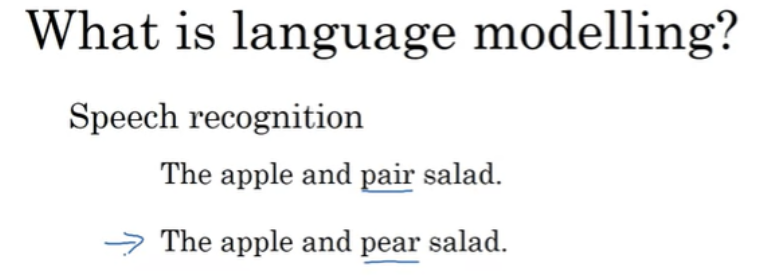 What is language modelling?
Speech recognition
The apple and pair salad.
The apple and pear salad.